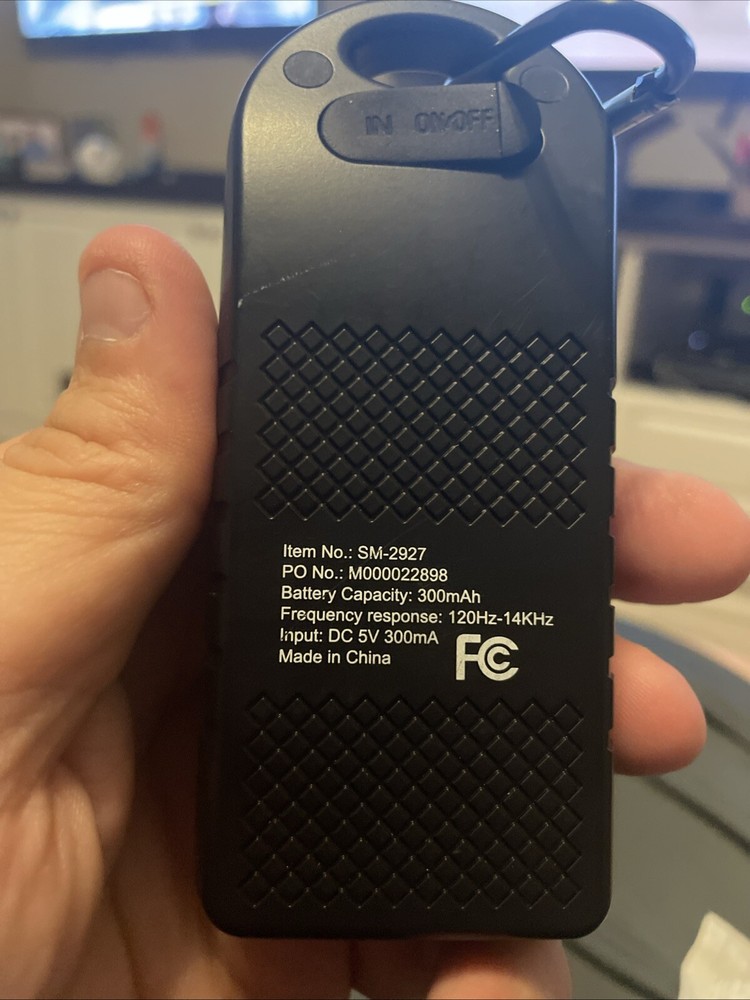 IN ON/OFF
Item No.: SM-2927
PO No.: M000022898
Battery Capacity: 300mAh
Frequency response: 120Hz-14KHz
Input: DC 5V 300mA
Made in China
FC